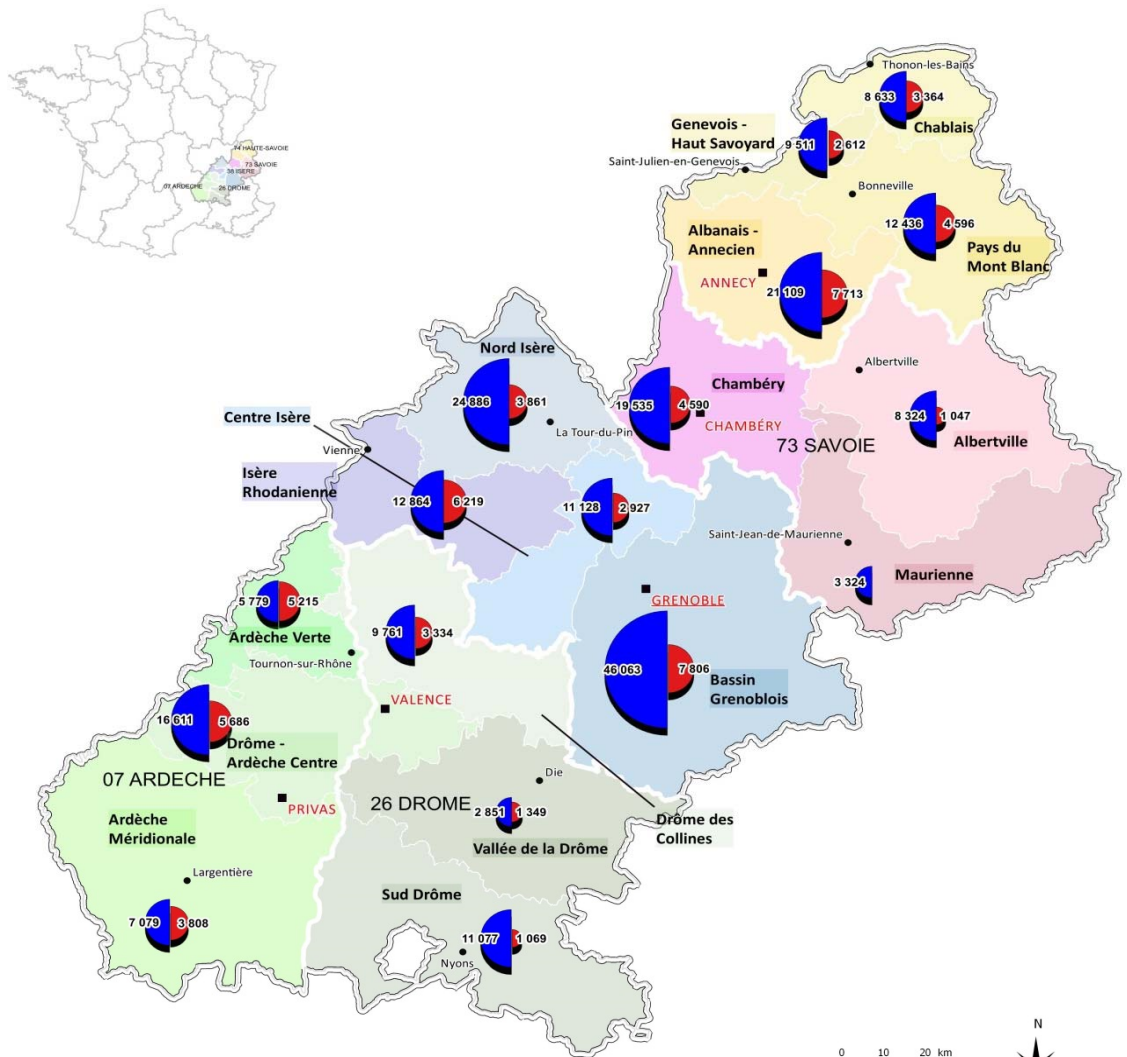 74 HAUTE-SAVOIE
73 SAVOIE
38 ISERE
07 ARDECHE
26 DROME
Thonon-les-Bains
8 633
3 364
Chablais
Genevois -
Haut Savoyard
9 511
2 612
Saint-Julien-en-Genevois
Bonneville
12 436
4 596
Pays du
Mont Blanc
Albanais -
Annecien
ANNECY
21 109
7 713
Nord Isère
24 886
3 861
La Tour-du-Pin
Chambéry
19 535
4 590
CHAMBÉRY
Albertville
8 324
1 047
Albertville
73 SAVOIE
Centre Isère
Vienne
Isère
Rhodanienne
12 864
6 219
11 128
2 927
Saint-Jean-de-Maurienne
Maurienne
3 324
5 779
5 215
Ardèche Verte
Tournon-sur-Rhône
9 761
3 334
GRENOBLE
46 063
7 806
Bassin
Grenoblois
VALENCE
16 611
5 686
Drôme -
Ardèche Centre
07 ARDECHE
PRIVAS
26 DROME
Die
2 851
1 349
Vallée de la Drôme
Drôme des
Collines
Ardèche
Méridionale
Largentière
7 079
3 808
Sud Drôme
11 077
1 069
Nyons
N
0 10 20 km